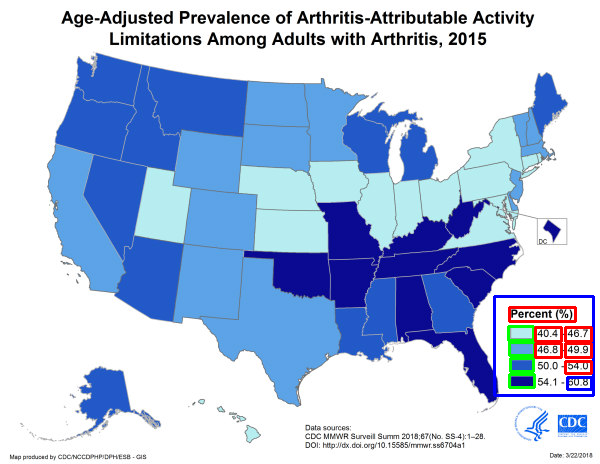 Age-Adjusted Prevalence of Arthritis-Attributable Activity
Limitations Among Adults with Arthritis, 2015
DC
Percent (%)
40.4 - 46.7
46.8 - 49.9
50.0 - 54.0
54.1 - 60.8
Data sources:
CDC MMWR Surveill Summ 2018;67(No. SS-4):1–28.
DOI: http://dx.doi.org/10.15585/mmwr.ss6704a1
CDC
Map produced by CDC/NCCDPHP/DPH/ESB - GIS
Date: 3/22/2018